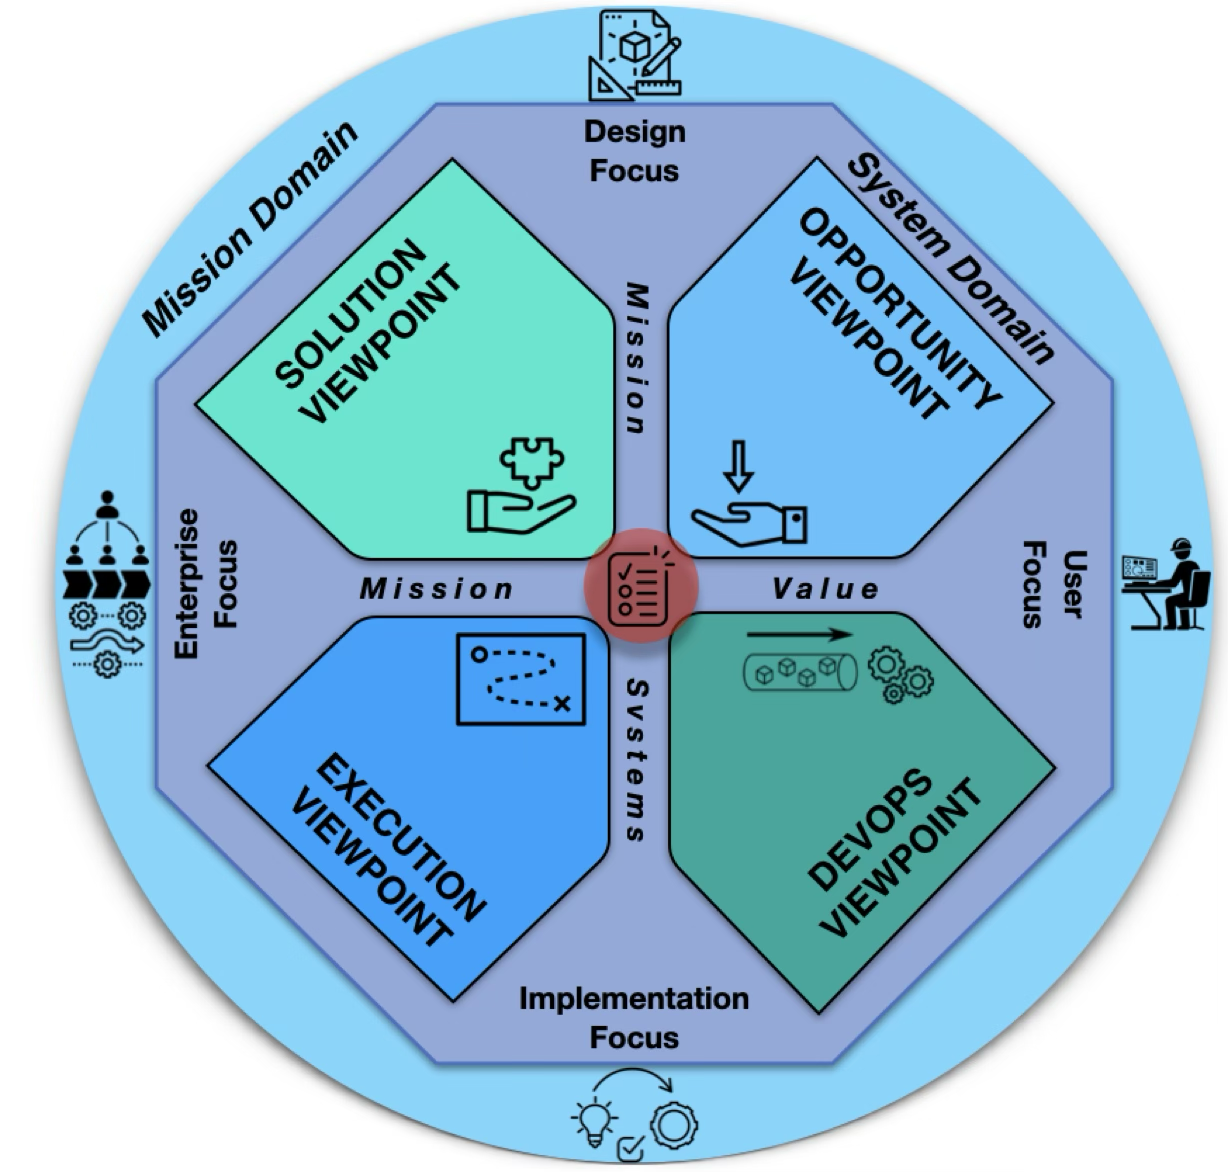 Design
Focus
Mission Domain
System Domain
SOLUTION
VIEWPOINT
OPPORTUNITY
VIEWPOINT
Mission
Enterprise
Focus
Mission
Value
User
Focus
Svstems
EXECUTION
VIEWPOINT
DEVOPS
VIEWPOINT
Implementation
Focus